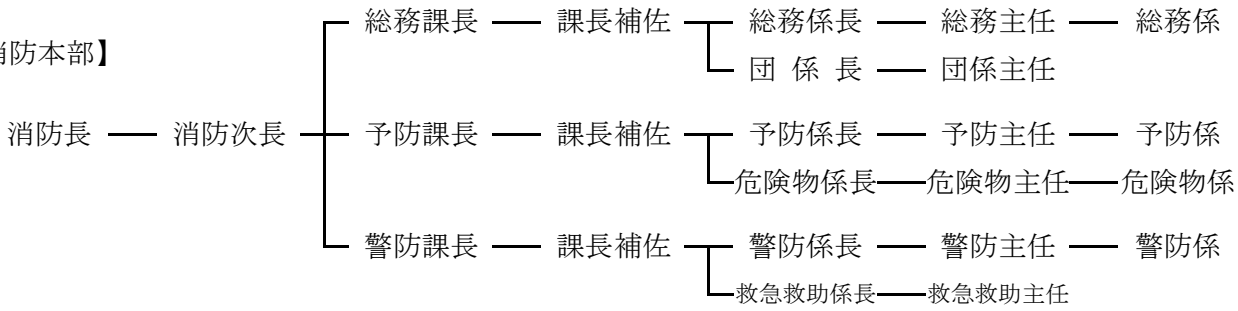 総務課長 課長補佐 総務係長 総務主任 総務係
消防本部】
団 係 長 団係主任
消防長 消防次長 予防課長 課長補佐 予防係長 予防主任 予防係
危険物係長 危険物主任 危険物係
警防課長 課長補佐 警防係長 警防主任 警防係
救急救助係長 救急救助主任